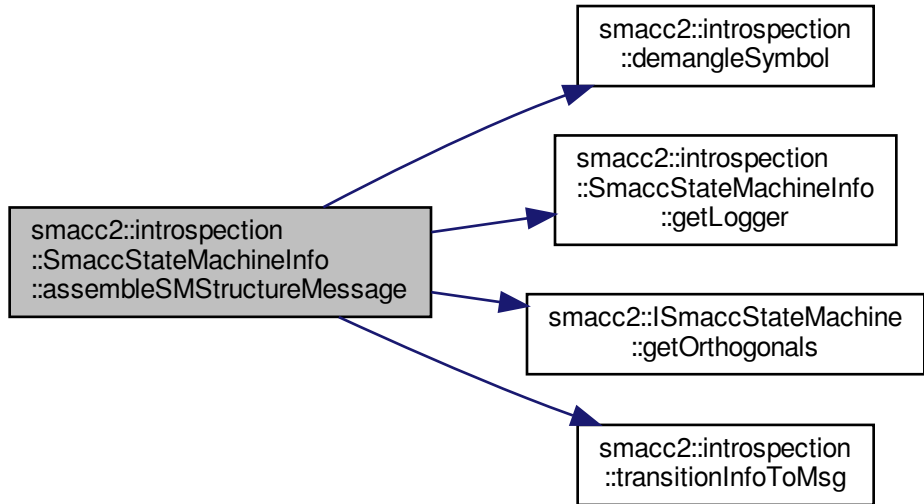 smacc2::introspection
::SmaccStateMachineInfo
::assembleSMStructureMessage
smacc2::introspection
::demangleSymbol
smacc2::introspection
::SmaccStateMachineInfo
::getLogger
smacc2::ISmaccStateMachine
::getOrthogonals
smacc2::introspection
::transitionInfoToMsg